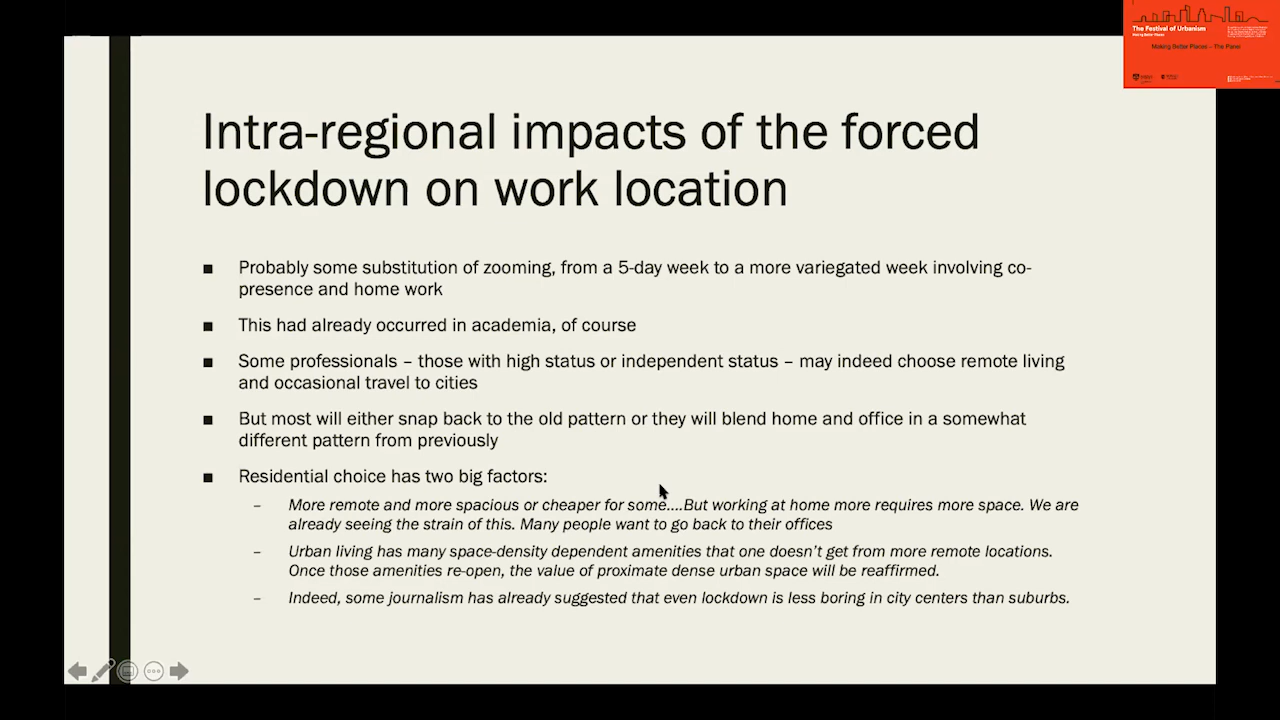 The Festival of Urbanism
Making Better Places
Making Better Places – The Panel
Intra-regional impacts of the forced
lockdown on work location
■ Probably some substitution of zooming, from a 5-day week to a more variegated week involving co-
presence and home work
■ This had already occurred in academia, of course
■ Some professionals – those with high status or independent status – may indeed choose remote living
and occasional travel to cities
■ But most will either snap back to the old pattern or they will blend home and office in a somewhat
different pattern from previously
■ Residential choice has two big factors:
– More remote and more spacious or cheaper for some....But working at home more requires more space. We are
already seeing the strain of this. Many people want to go back to their offices
– Urban living has many space-density dependent amenities that one doesn’t get from more remote locations.
Once those amenities re-open, the value of proximate dense urban space will be reaffirmed.
– Indeed, some journalism has already suggested that even lockdown is less boring in city centers than suburbs.